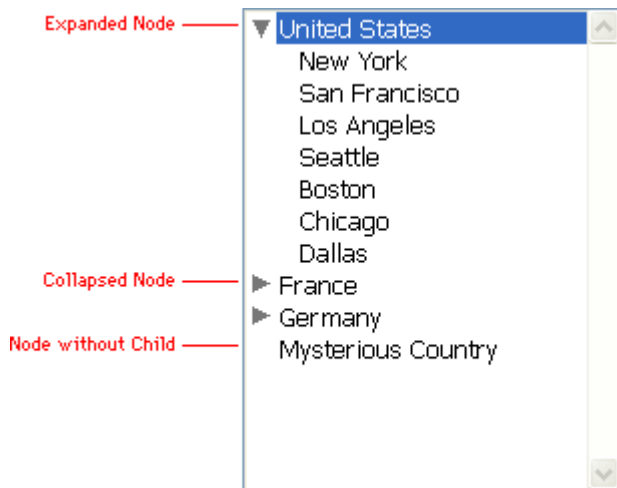 Expanded Node
United States
New York
San Francisco
Los Angeles
Seattle
Boston
Chicago
Dallas
Collapsed Node
France
Germany
Node without Child
Mysterious Country